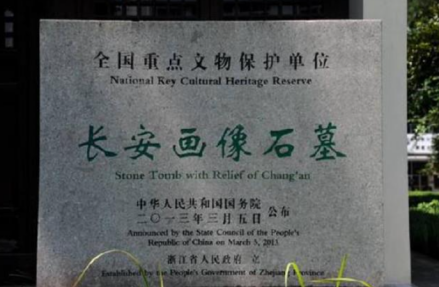 全国重点文物保护单位
National Key Cultural Heritage Reserve
长安画像石墓
Stone Tomb with Relief of Chang'an
中华人民共和国国务院
二〇一三年三月五日 公布
Announced by the State Council of the People's
Republic of China on March 5, 2013
浙江省人民政府 立
Established by the People's Government of Zhejiang Province